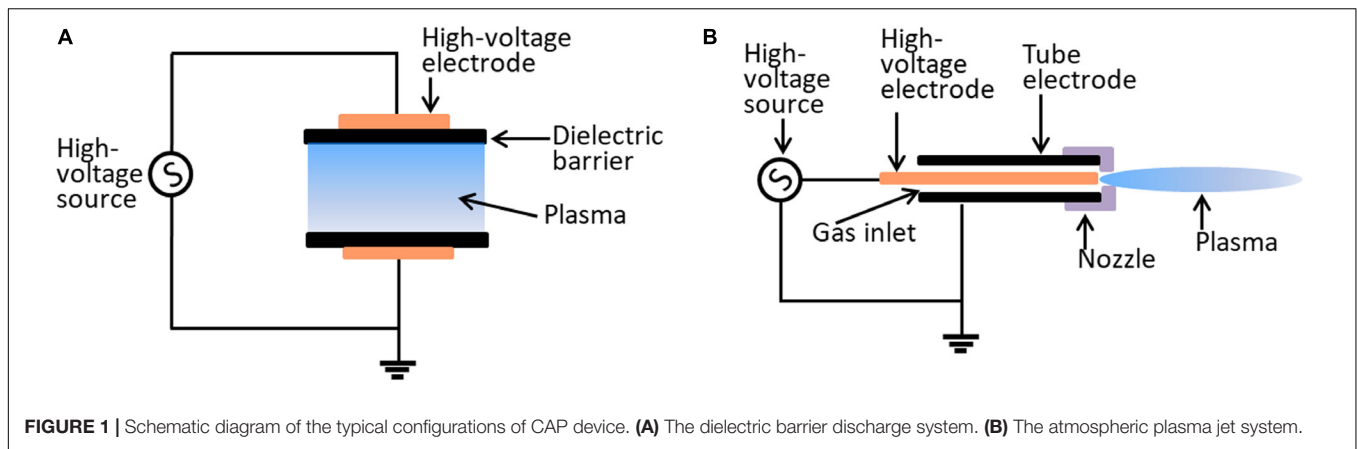 A
High-voltage
electrode
High-
voltage
source
Dielectric
barrier
Plasma
B
High-
voltage
source
High-
voltage
electrode
Tube
electrode
Gas inlet
Nozzle
Plasma
FIGURE 1 | Schematic diagram of the typical configurations of CAP device. (A) The dielectric barrier discharge system. (B) The atmospheric plasma jet system.